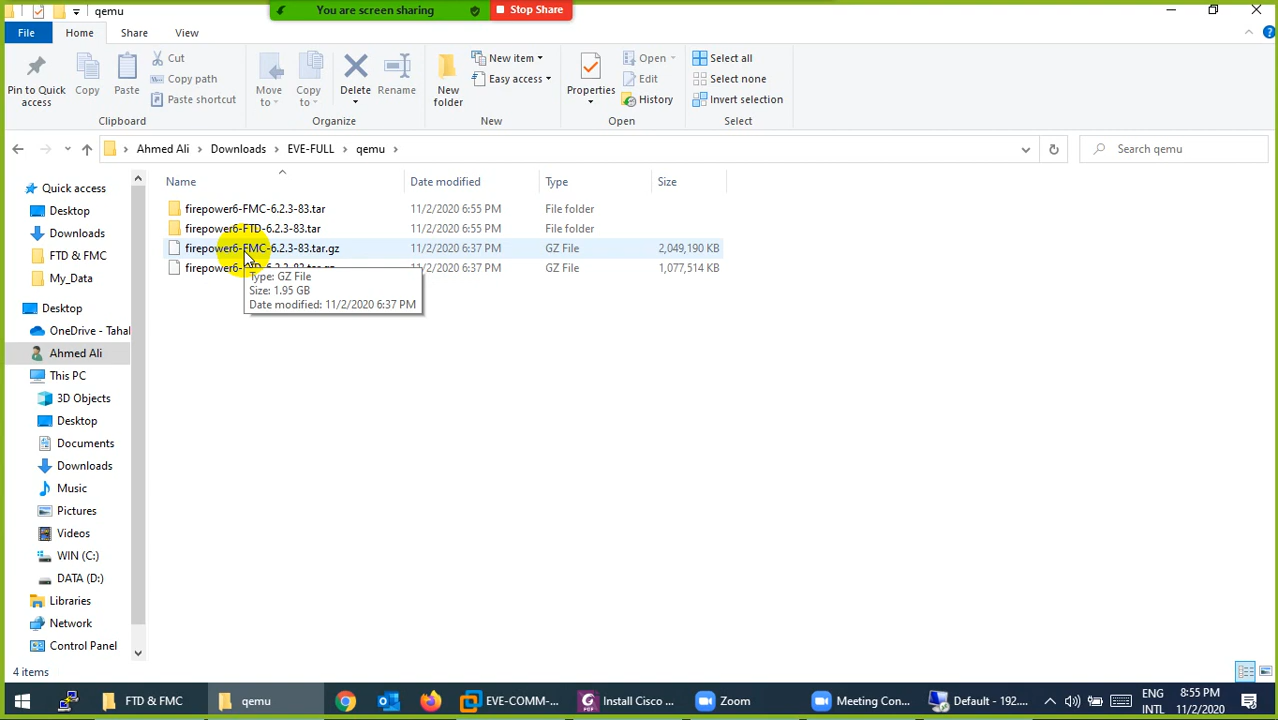 qemu
You are screen sharing
Stop Share
File
Home
Share
View
Pin to Quick access
Copy
Paste
Cut
Copy path
Paste shortcut
Clipboard
Move to
Copy to
Delete
Rename
Organize
New folder
New item
Easy access
New
Properties
Open
Edit
History
Open
Select all
Select none
Invert selection
Select
Ahmed Ali > Downloads > EVE-FULL > qemu >
Search qemu
Name Date modified Type Size
firepower6-FMC-6.2.3-83.tar 11/2/2020 6:55 PM File folder
firepower6-FTD-6.2.3-83.tar 11/2/2020 6:55 PM File folder
firepower6-FMC-6.2.3-83.tar.gz 11/2/2020 6:37 PM GZ File 2,049,190 KB
11/2/2020 6:37 PM GZ File 1,077,514 KB
Type: GZ File
Size: 1.95 GB
Date modified: 11/2/2020 6:37 PM
Quick access
Desktop
Downloads
FTD & FMC
My_Data
Desktop
OneDrive - Tahal
Ahmed Ali
This PC
3D Objects
Desktop
Documents
Downloads
Music
Pictures
Videos
WIN (C:)
DATA (D:)
Libraries
Network
Control Panel
4 items
FTD & FMC
qemu
EVE-COMM-...
Install Cisco ...
Zoom
Meeting Con...
Default - 192....
ENG
INTL
8:55 PM
11/2/2020